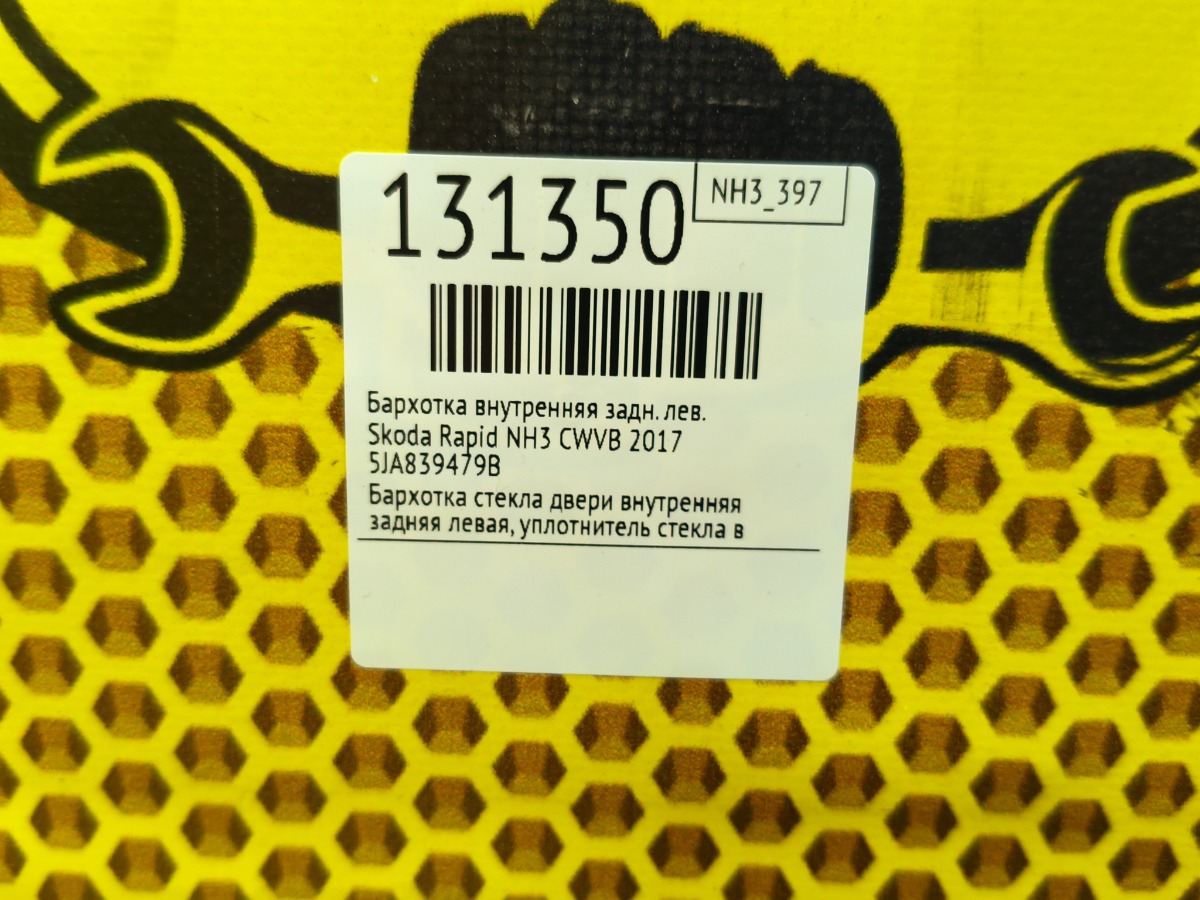 131350
NH3_397
Бархотка внутренняя задн. лев.
Skoda Rapid NH3 CWVB 2017
5JA839479B
Бархотка стекла двери внутренняя
задняя левая, уплотнитель стекла в